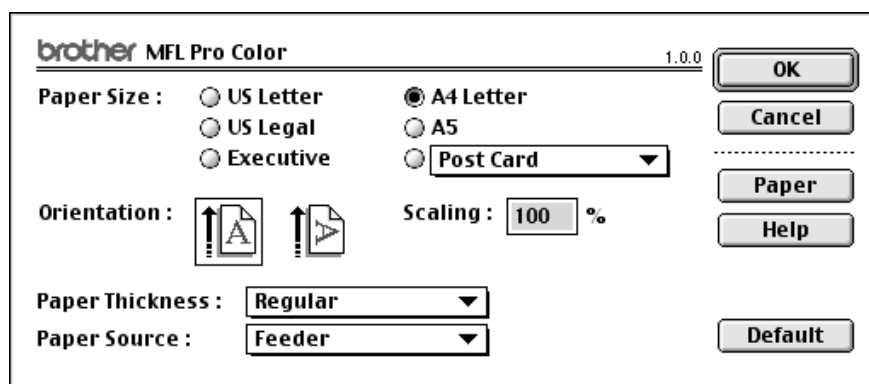 brother MFL Pro Color 1.0.0
OK
Paper Size : US Letter A4 Letter
Cancel
US Legal A5
Executive Post Card
Paper
Orientation : A A Scaling : 100 %
Help
Paper Thickness : Regular
Paper Source : Feeder
Default